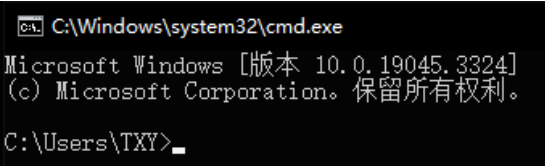 C:\Windows\system32\cmd.exe
Microsoft Windows [版本 10.0.19045.3324]
(c) Microsoft Corporation。保留所有权利。
C:\Users\TXY>